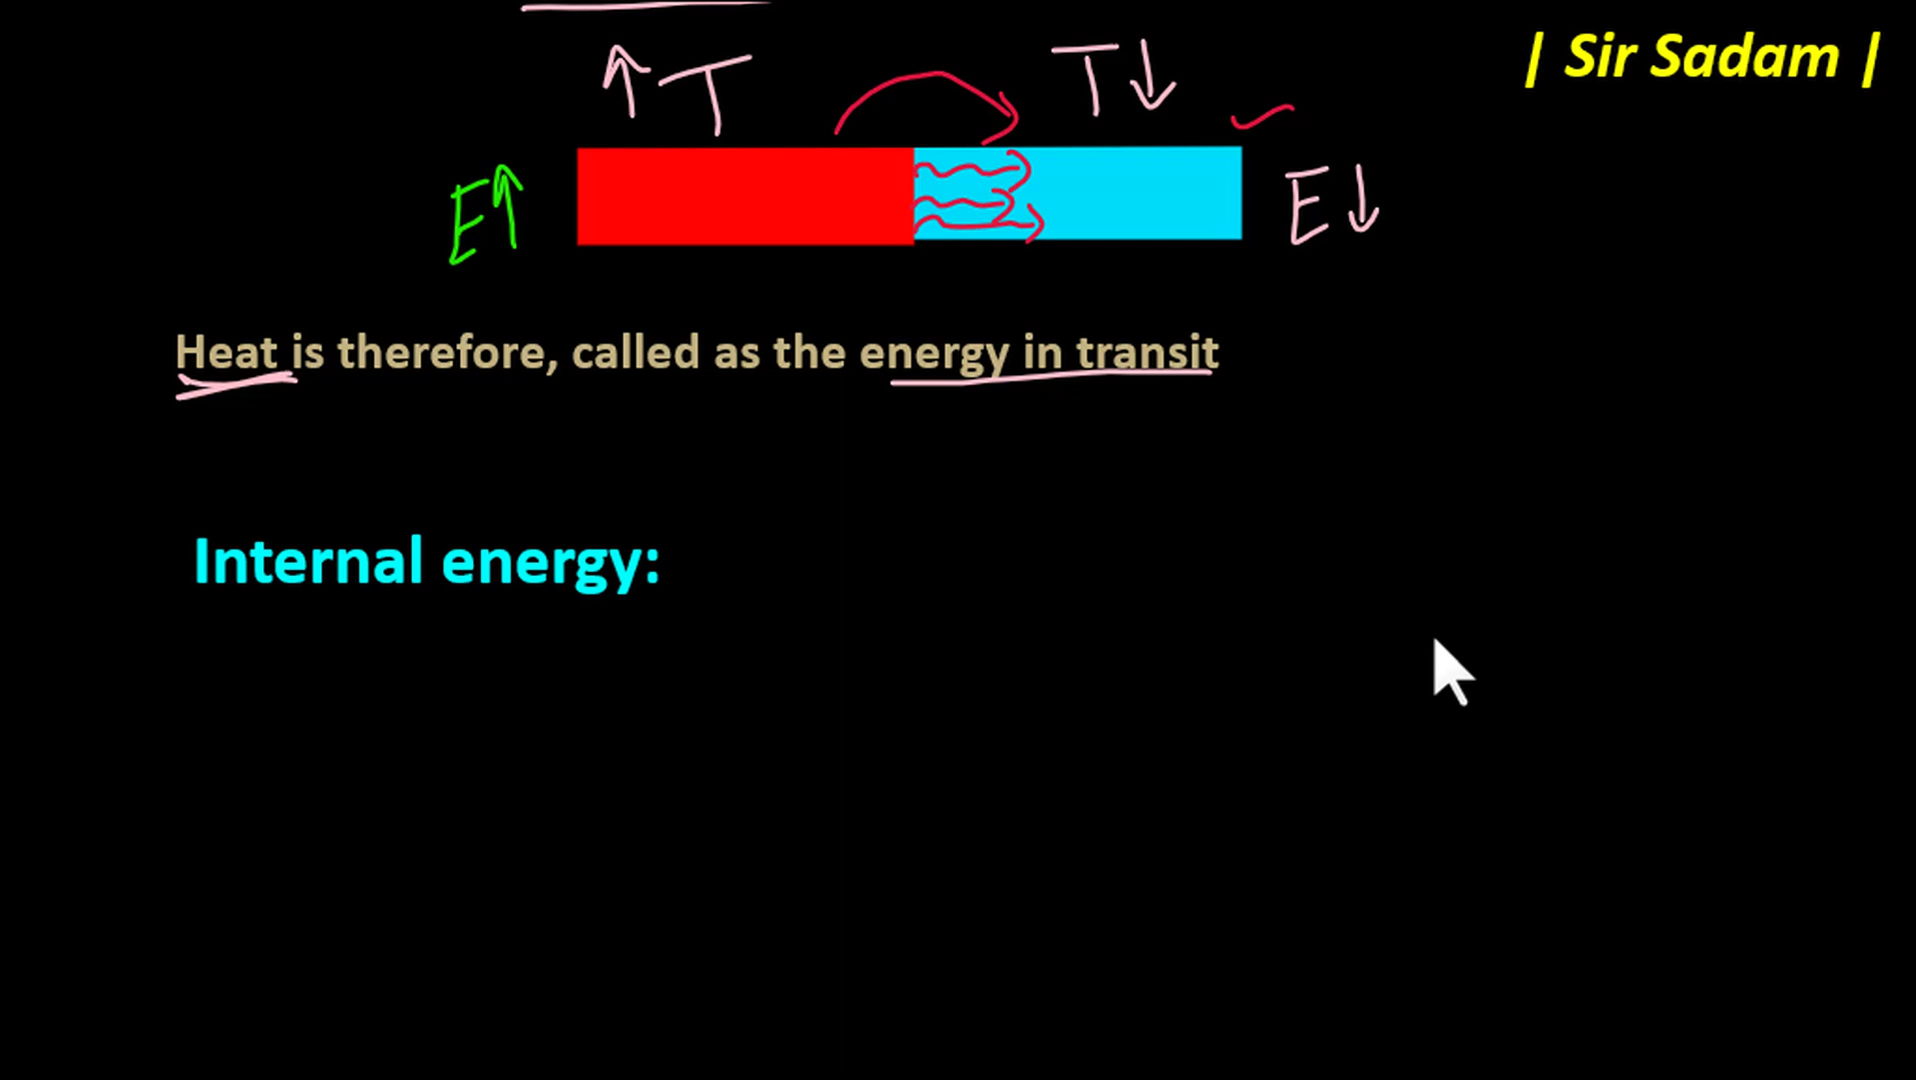 | Sir Sadam |
↑T
T↓
E↑
E↓
Heat is therefore, called as the energy in transit
Internal energy: